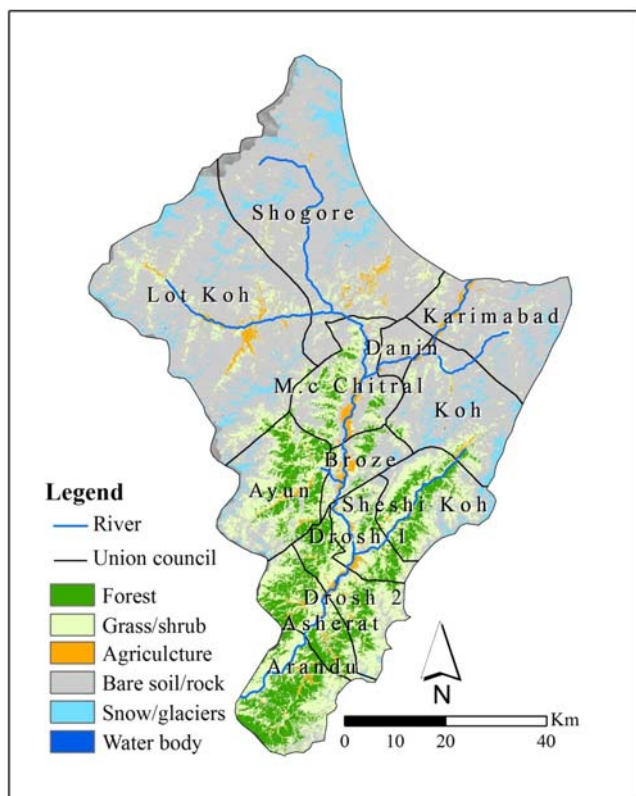 Shogore
Lot Koh
Karimabad
Danin
M.c Chitral
Koh
Broze
Ayun
Sheshi Koh
Drosh 1
Drosh 2
Asherat
Arandu
Legend
River
Union council
Forest
Grass/shrub
Agriculcture
Bare soil/rock
Snow/glaciers
Water body
N
Km
0 10 20 40